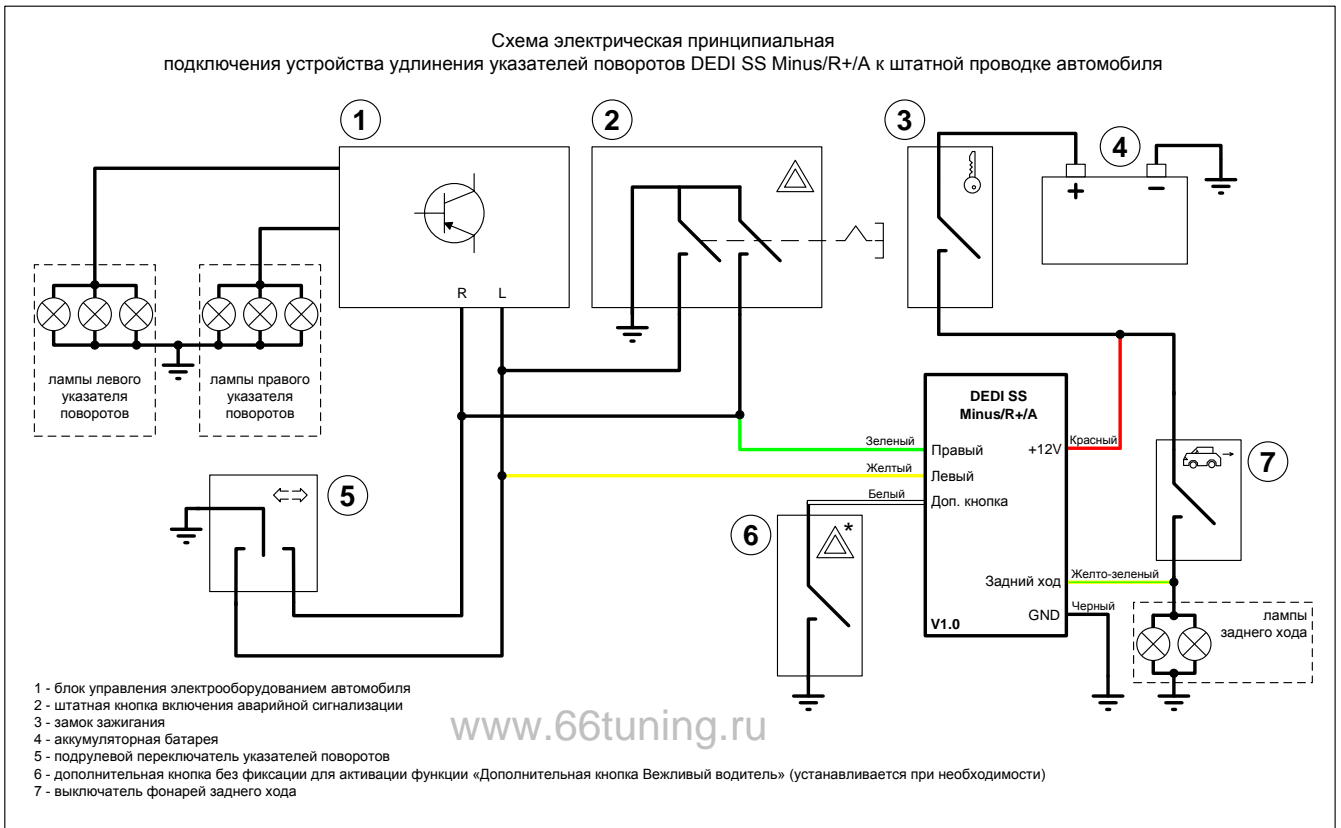 Схема электрическая принципиальная
подключения устройства удлинения указателей поворотов DEDI SS Minus/R+/A к штатной проводке автомобиля
1
2
3
4
+
−
R
L
лампы левого
указателя
поворотов
лампы правого
указателя
поворотов
DEDI SS
Minus/R+/A
Зеленый
Правый
+12V
Красный
Желтый
Левый
Белый
Доп. кнопка
5
6
*
7
Задний ход
Желто-зеленый
GND
Черный
V1.0
лампы
заднего хода
1 - блок управления электрооборудованием автомобиля
2 - штатная кнопка включения аварийной сигнализации
3 - замок зажигания
4 - аккумуляторная батарея
5 - подрулевой переключатель указателей поворотов
6 - дополнительная кнопка без фиксации для активации функции «Дополнительная кнопка Вежливый водитель» (устанавливается при необходимости)
7 - выключатель фонарей заднего хода
www.66tuning.ru